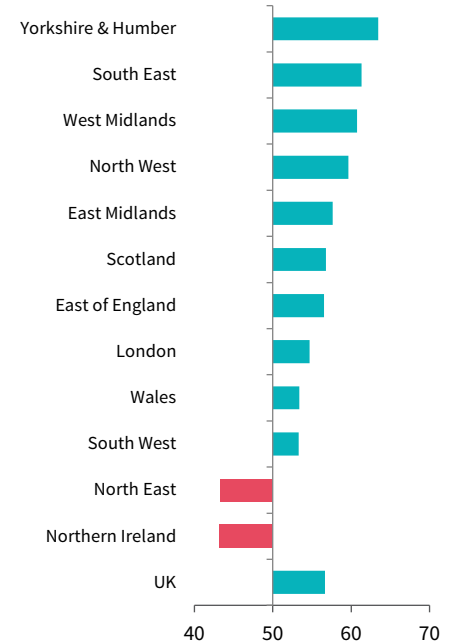 Yorkshire & Humber
South East
West Midlands
North West
East Midlands
Scotland
East of England
London
Wales
South West
North East
Northern Ireland
UK
40 50 60 70